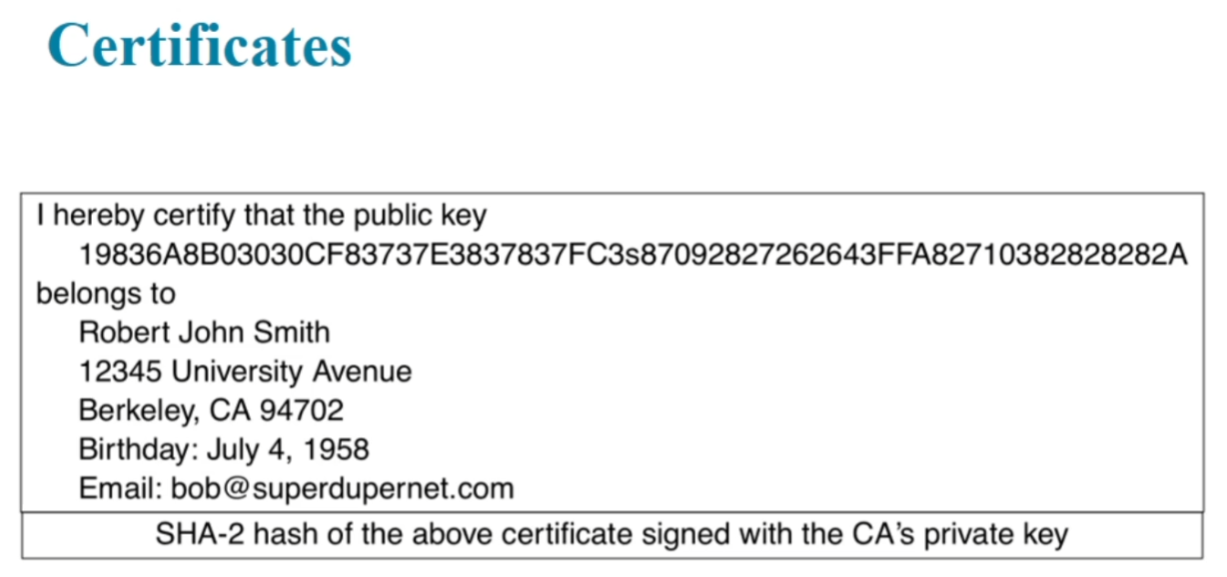 Certificates
I hereby certify that the public key
19836A8B03030CF83737E3837837FC3s87092827262643FFA82710382828282A
belongs to
Robert John Smith
12345 University Avenue
Berkeley, CA 94702
Birthday: July 4, 1958
Email: bob@superdupernet.com
SHA-2 hash of the above certificate signed with the CA's private key